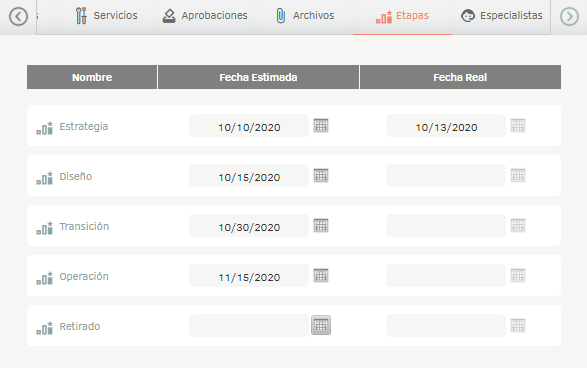 Servicios Aprobaciones Archivos Etapas Especialistas
Nombre Fecha Estimada Fecha Real
Estrategia 10/10/2020 10/13/2020
Diseño 10/15/2020
Transición 10/30/2020
Operación 11/15/2020
Retirado